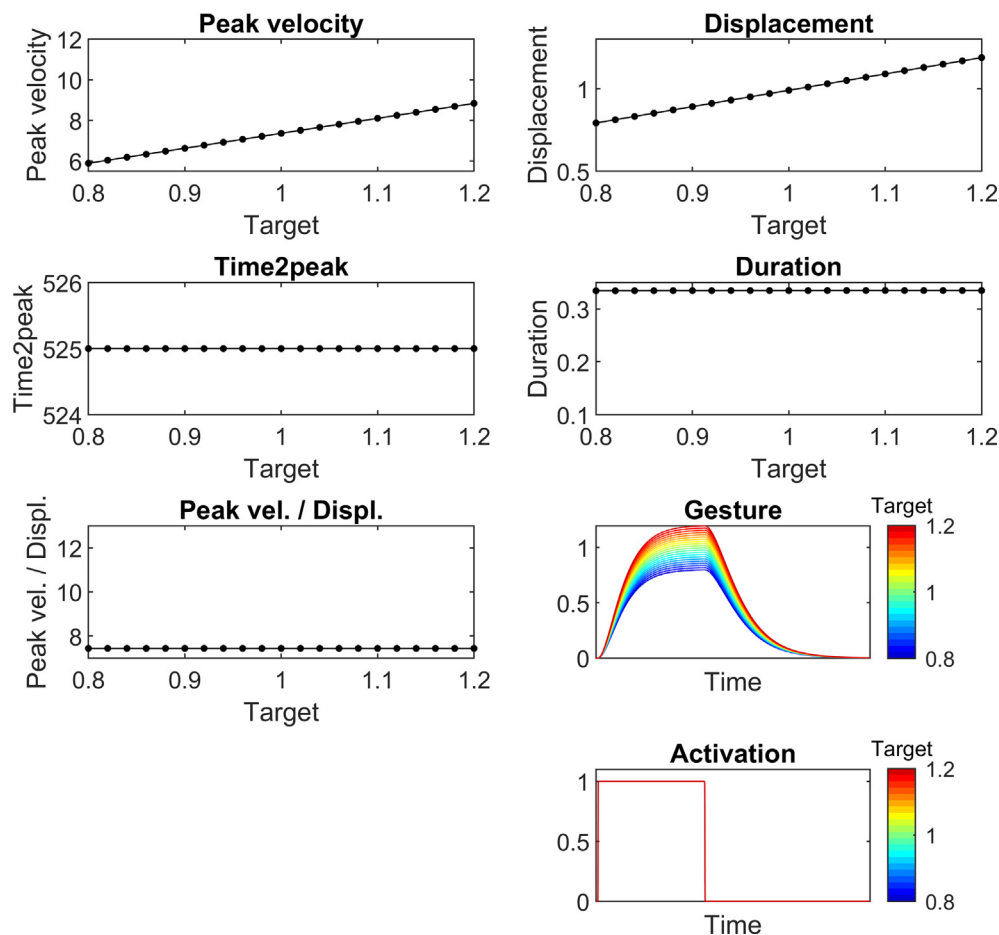 Peak velocity
12
10
8
6
Peak velocity
0.8 0.9 1 1.1 1.2
Target
Displacement
1
0.5
Displacement
0.8 0.9 1 1.1 1.2
Target
Time2peak
526
525
524
Time2peak
0.8 0.9 1 1.1 1.2
Target
Duration
0.3
0.2
0.1
Duration
0.8 0.9 1 1.1 1.2
Target
Peak vel. / Displ.
12
10
8
Peak vel. / Displ.
0.8 0.9 1 1.1 1.2
Target
Gesture
1
0.5
0
Time
Target
1.2
1
0.8
Activation
1
0.5
0
Time
Target
1.2
1
0.8